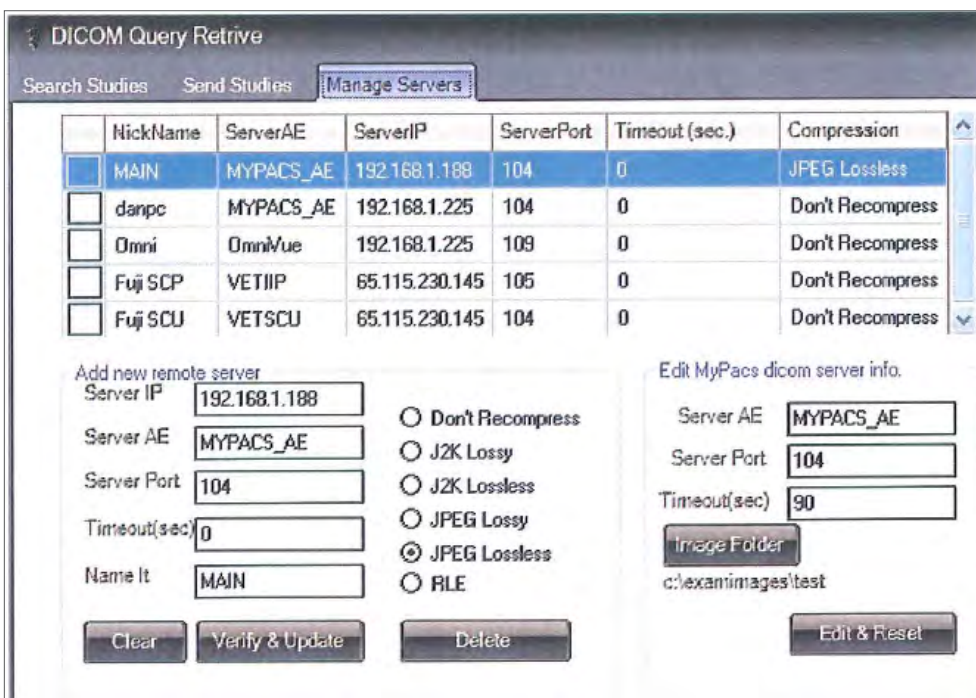 DICOM Query Retrive
Search Studies Send Studies Manage Servers
NickName ServerAE ServerIP ServerPort Timeout (sec.) Compression
MAIN MYPACS_AE 192.168.1.188 104 0 JPEG Lossless
danpc MYPACS_AE 192.168.1.225 104 0 Don't Recompress
Omni OmniVue 192.168.1.225 109 0 Don't Recompress
Fuji SCP VETIIP 65.115.230.145 105 0 Don't Recompress
Fuji SCU VETSCU 65.115.230.145 104 0 Don't Recompress
Add new remote server
Server IP 192.168.1.188
Server AE MYPACS_AE
Server Port 104
Timeout(sec) 0
Name It MAIN
Don't Recompress
J2K Lossy
J2K Lossless
JPEG Lossy
JPEG Lossless
RLE
Clear Verify & Update Delete
Edit MyPacs dicom server info.
Server AE MYPACS_AE
Server Port 104
Timeout(sec) 90
Image Folder
c:\examimages\test
Edit & Reset